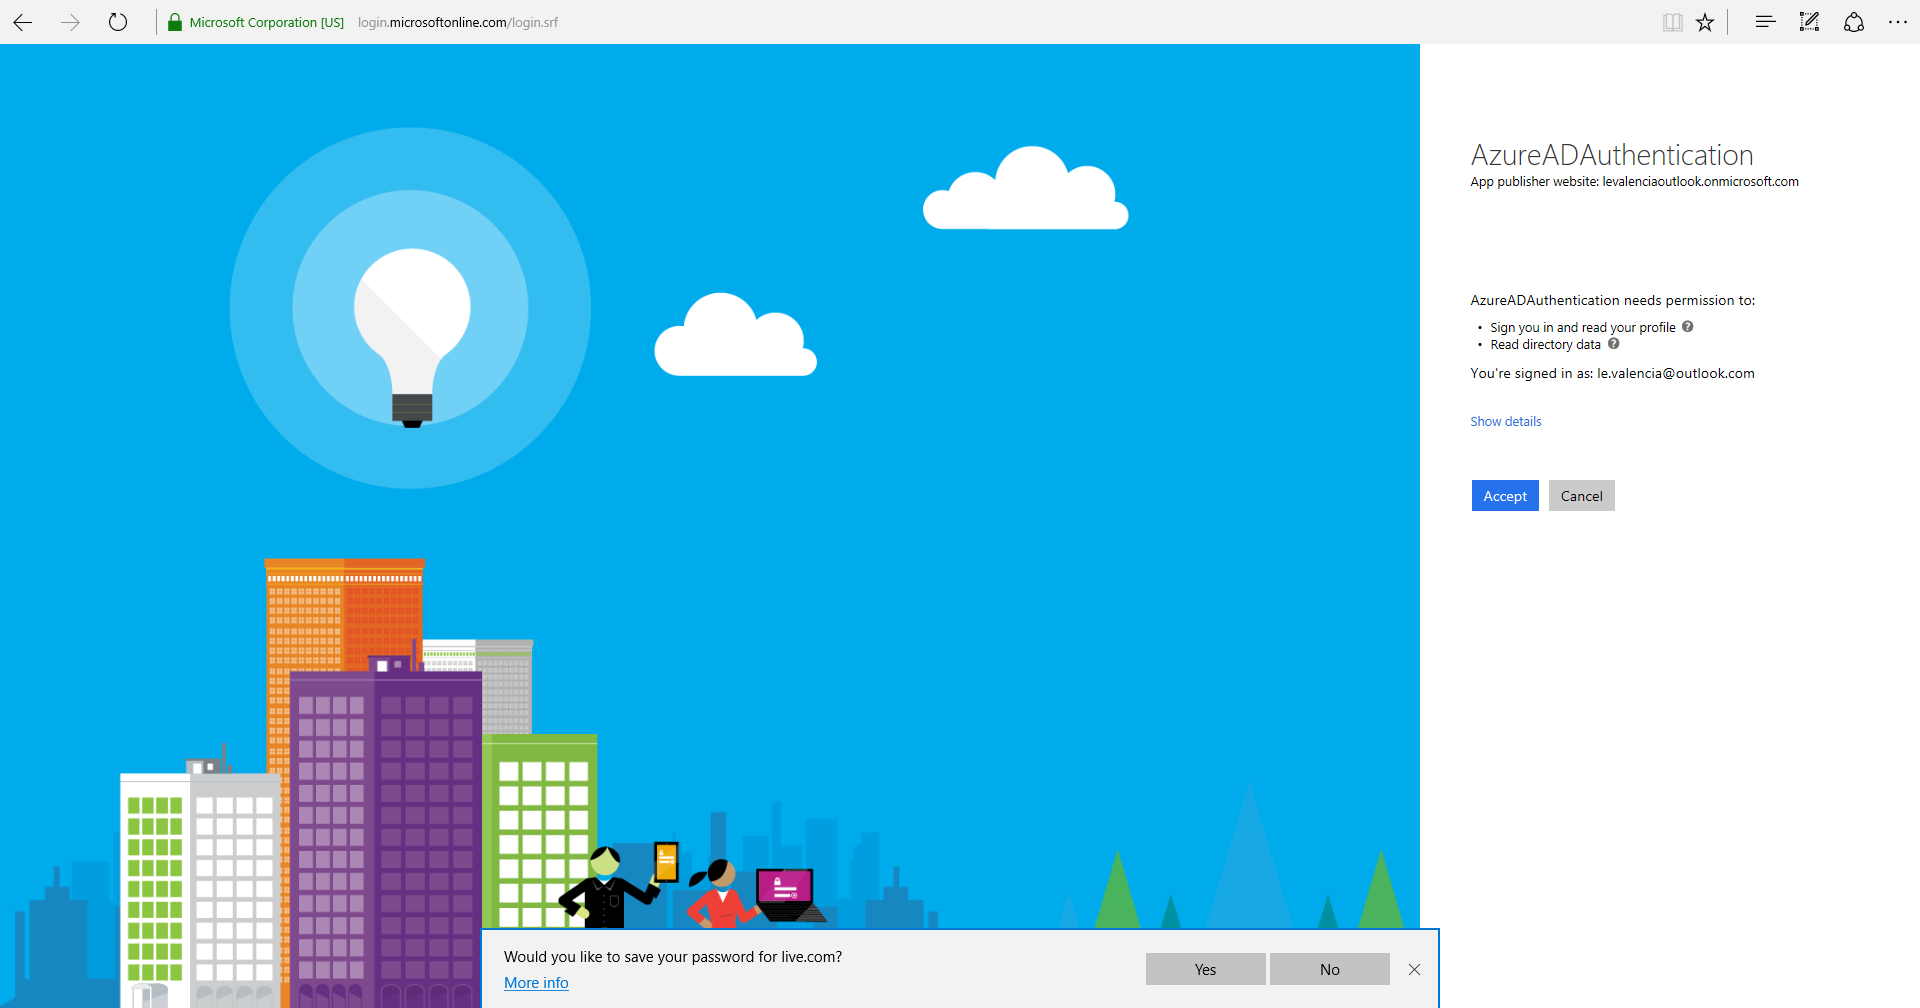 Microsoft Corporation [US] login.microsoftonline.com/login.srf
AzureADAuthentication
App publisher website: levalenciaoutlook.onmicrosoft.com
AzureADAuthentication needs permission to:
• Sign you in and read your profile ?
• Read directory data ?
You're signed in as: le.valencia@outlook.com
Show details
Accept Cancel
Would you like to save your password for live.com?
More info
Yes No